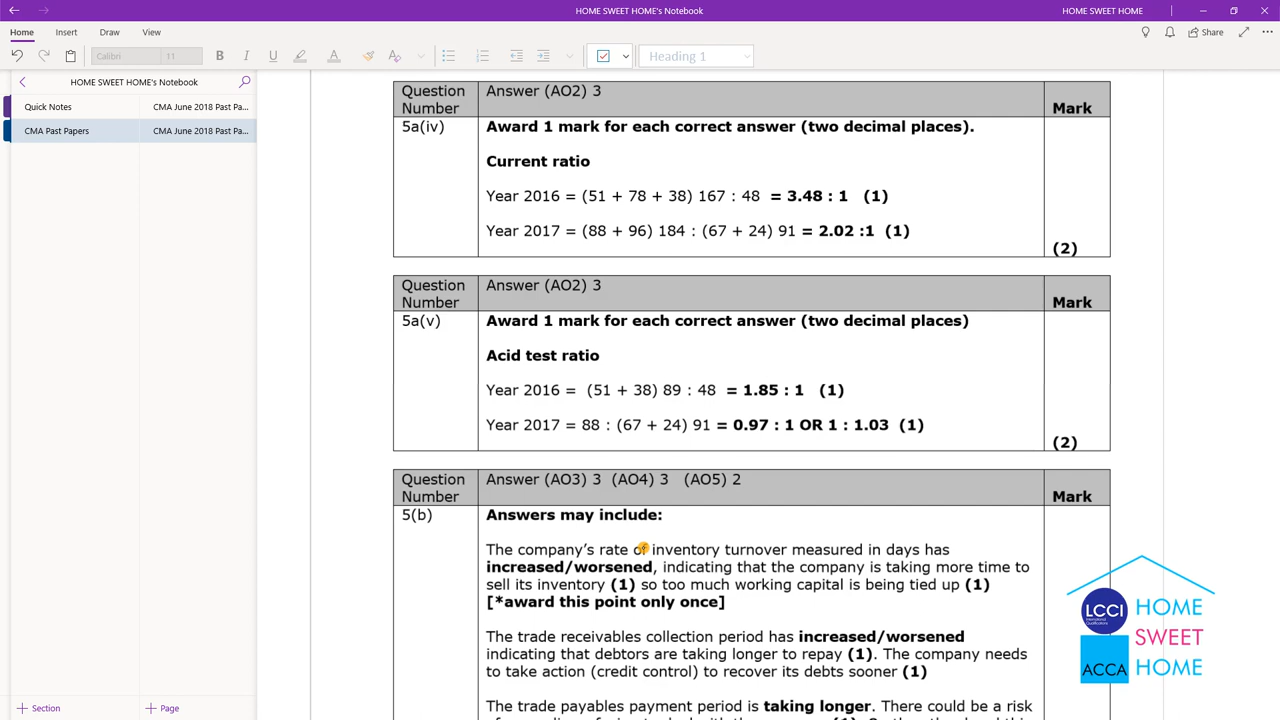 HOME SWEET HOME's Notebook
HOME SWEET HOME
Home Insert Draw View
Share
Calibri 11 B I U A A Heading 1
HOME SWEET HOME's Notebook
Quick Notes
CMA Past Papers
CMA June 2018 Past Pa...
CMA June 2018 Past Pa...
Question Number Answer (AO2) 3 Mark
5a(iv) Award 1 mark for each correct answer (two decimal places).
Current ratio
Year 2016 = (51 + 78 + 38) 167 : 48 = 3.48 : 1 (1)
Year 2017 = (88 + 96) 184 : (67 + 24) 91 = 2.02 :1 (1)
(2)
Question Number Answer (AO2) 3 Mark
5a(v) Award 1 mark for each correct answer (two decimal places)
Acid test ratio
Year 2016 = (51 + 38) 89 : 48 = 1.85 : 1 (1)
Year 2017 = 88 : (67 + 24) 91 = 0.97 : 1 OR 1 : 1.03 (1)
(2)
Question Number Answer (AO3) 3 (AO4) 3 (AO5) 2 Mark
5(b) Answers may include:
The company's rate of inventory turnover measured in days has
increased/worsened, indicating that the company is taking more time to
sell its inventory (1) so too much working capital is being tied up (1)
[*award this point only once]
The trade receivables collection period has increased/worsened
indicating that debtors are taking longer to repay (1). The company needs
to take action (credit control) to recover its debts sooner (1)
The trade payables payment period is taking longer. There could be a risk
LCCI
International Qualifications
ACCA
HOME
SWEET
HOME
+ Section
+ Page